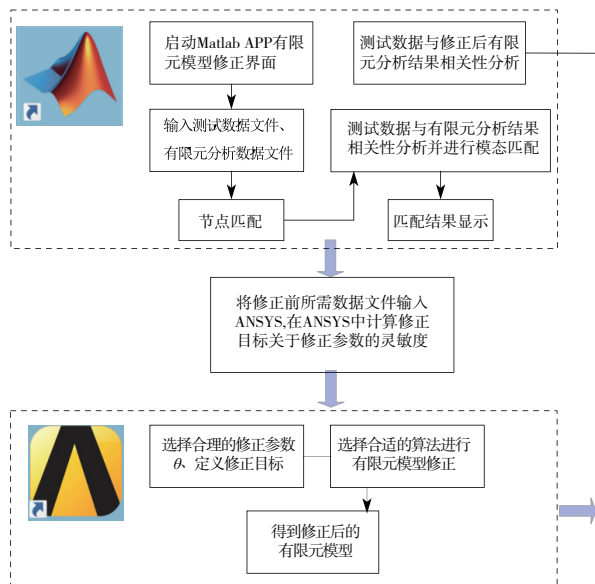 启动Matlab APP有限
元模型修正界面
测试数据与修正后有限
元分析结果相关性分析
输入测试数据文件、
有限元分析数据文件
测试数据与有限元分析结果
相关性分析并进行模态匹配
节点匹配
匹配结果显示
将修正前所需数据文件输入
ANSYS,在ANSYS中计算修正
目标关于修正参数的灵敏度
选择合理的修正参数
θ、定义修正目标
选择合适的算法进行
有限元模型修正
得到修正后的
有限元模型